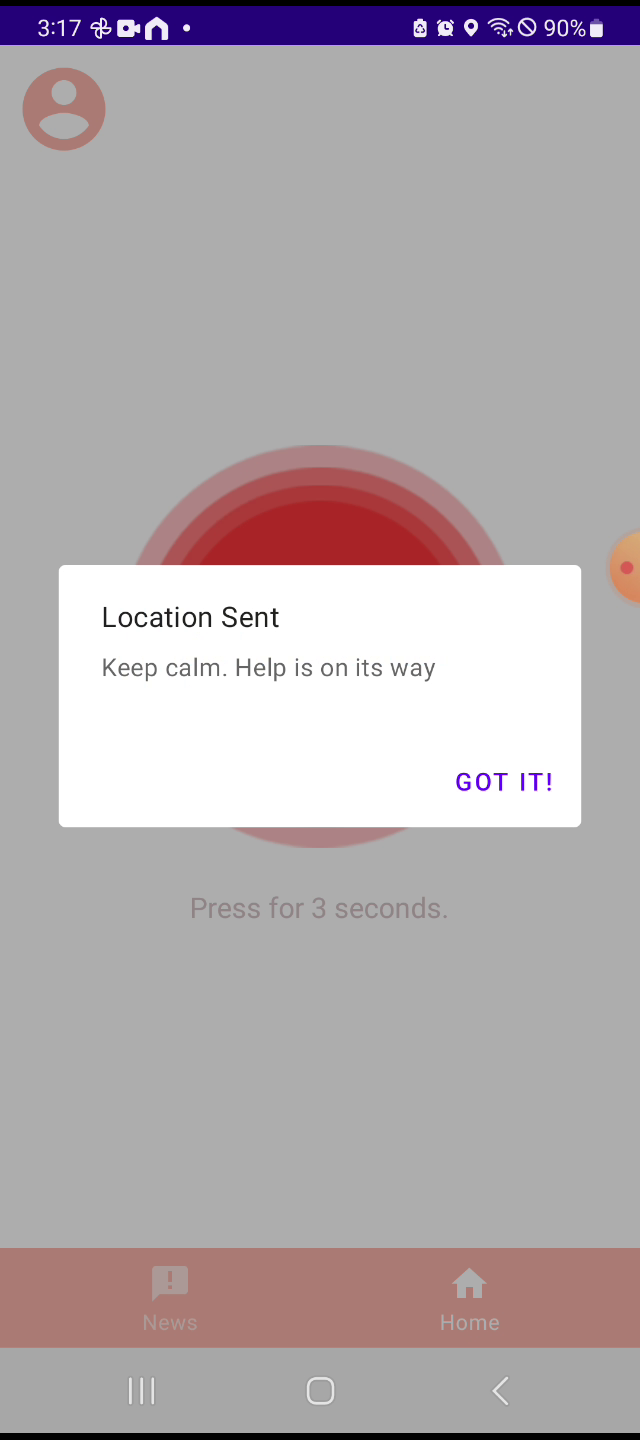 3:17
90%
Location Sent
Keep calm. Help is on its way
GOT IT!
Press for 3 seconds.
News
Home